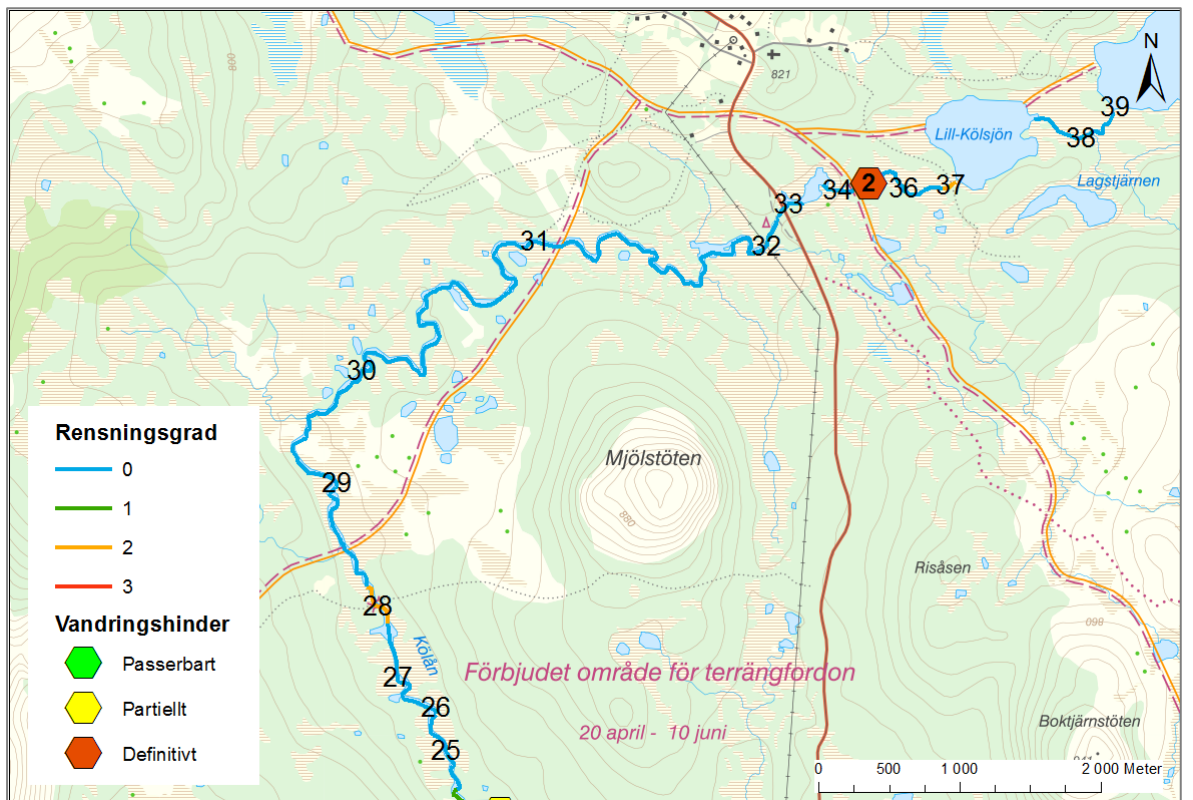 N
821
800
39
38
Lill-Kölsjön
Lagstjärnen
37
36
2
34
33
32
31
30
29
Mjölstöten
880
Rensningsgrad
0
1
2
3
28
Risåsen
Vandringshinder
Passerbart
Partiellt
Definitivt
Kölån
27
26
25
Förbjudet område för terrängfordon
20 april - 10 juni
Boktjärnstöten
0 500 1 000 2 000 Meter